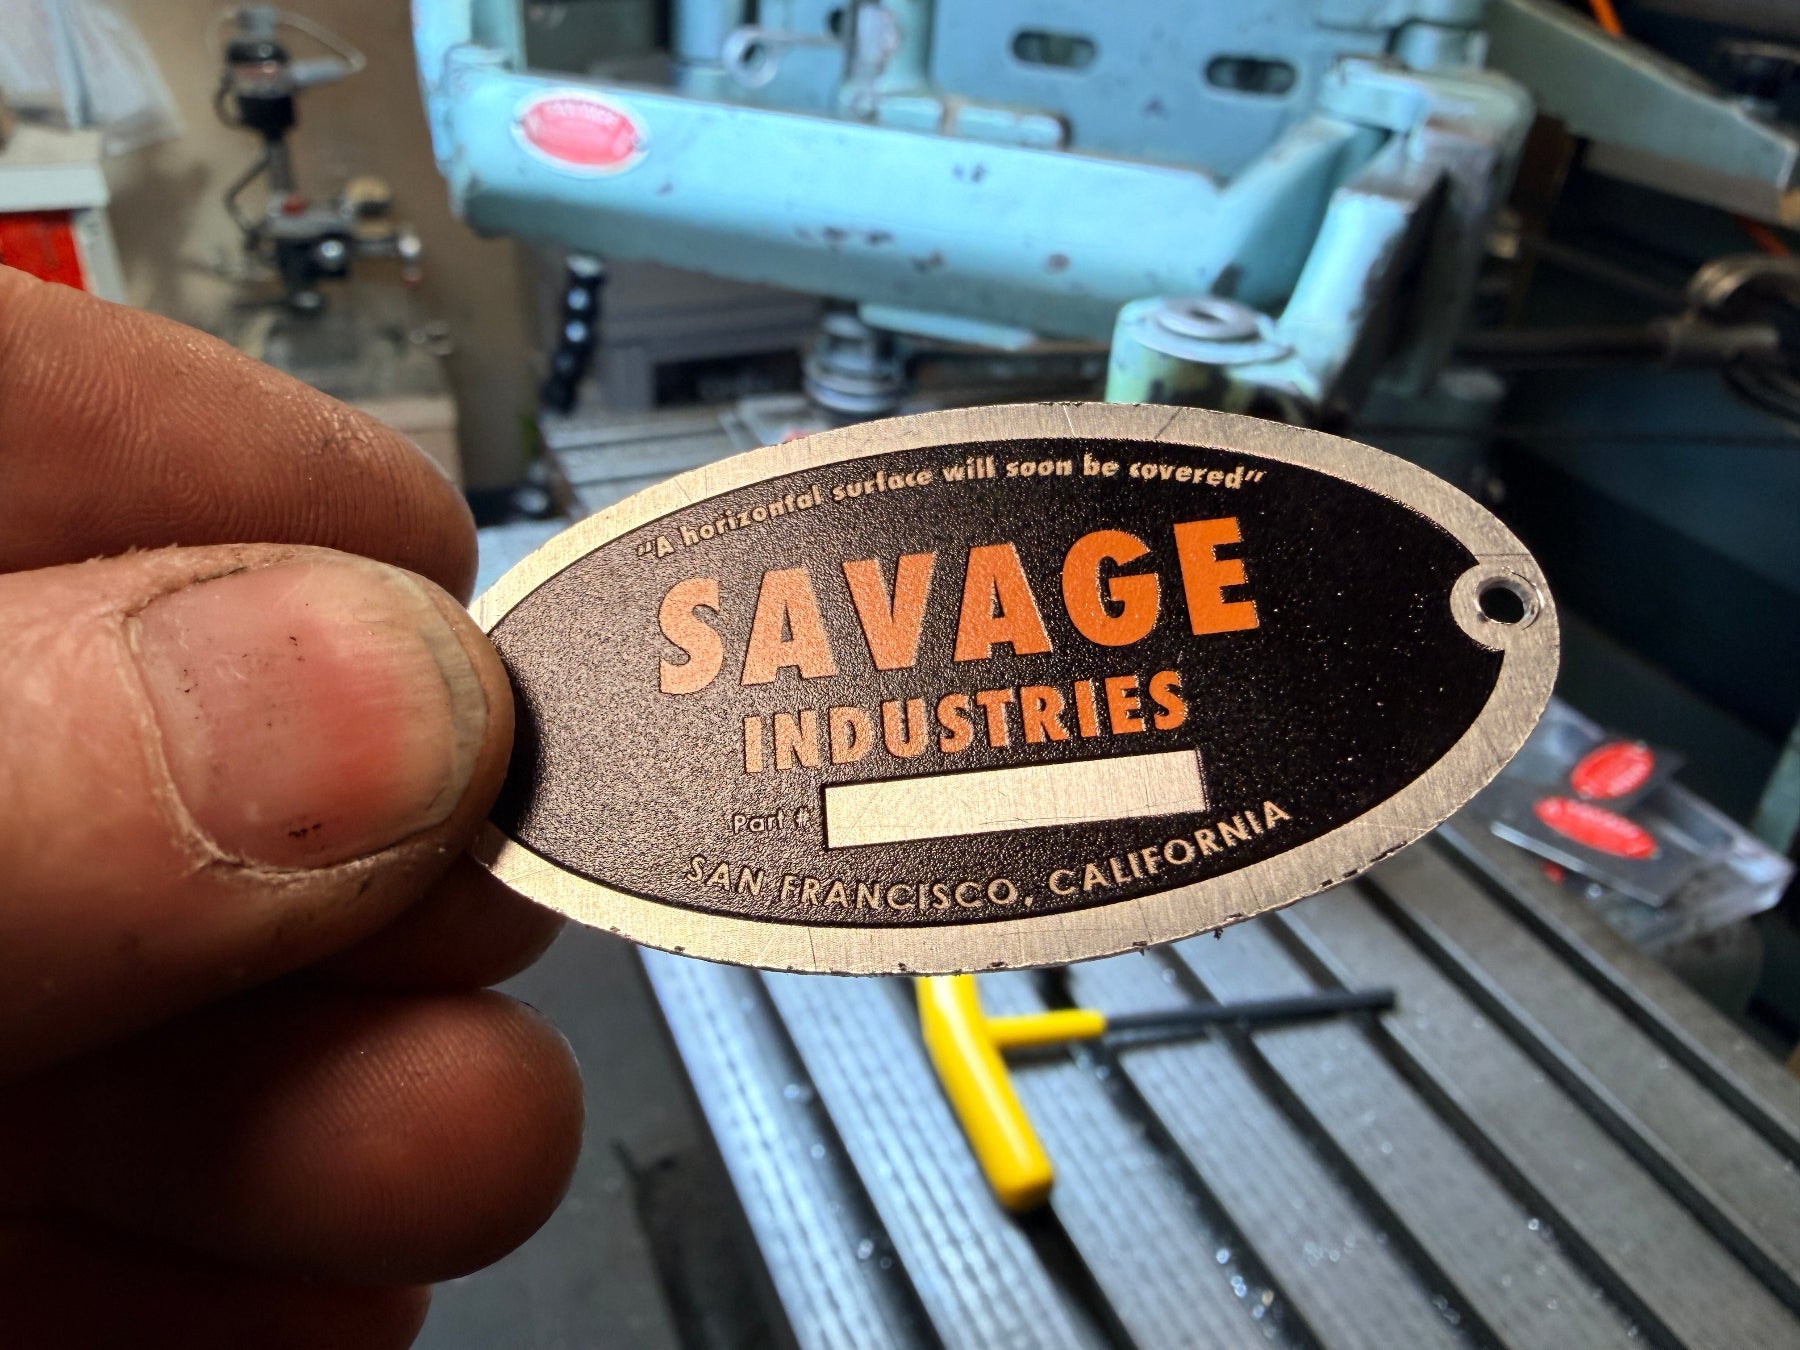 "A horizontal surface will soon be covered"
SAVAGE
INDUSTRIES
Part #
SAN FRANCISCO, CALIFORNIA